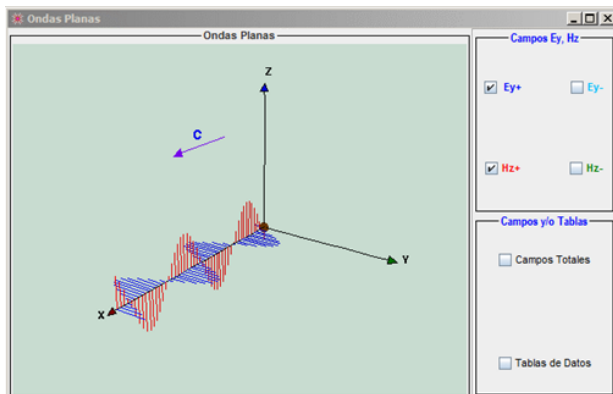 Ondas Planas
Ondas Planas
Z
C
Y
X
Campos Ey, Hz
Ey+
Ey-
Hz+
Hz-
Campos y/o Tablas
Campos Totales
Tablas de Datos